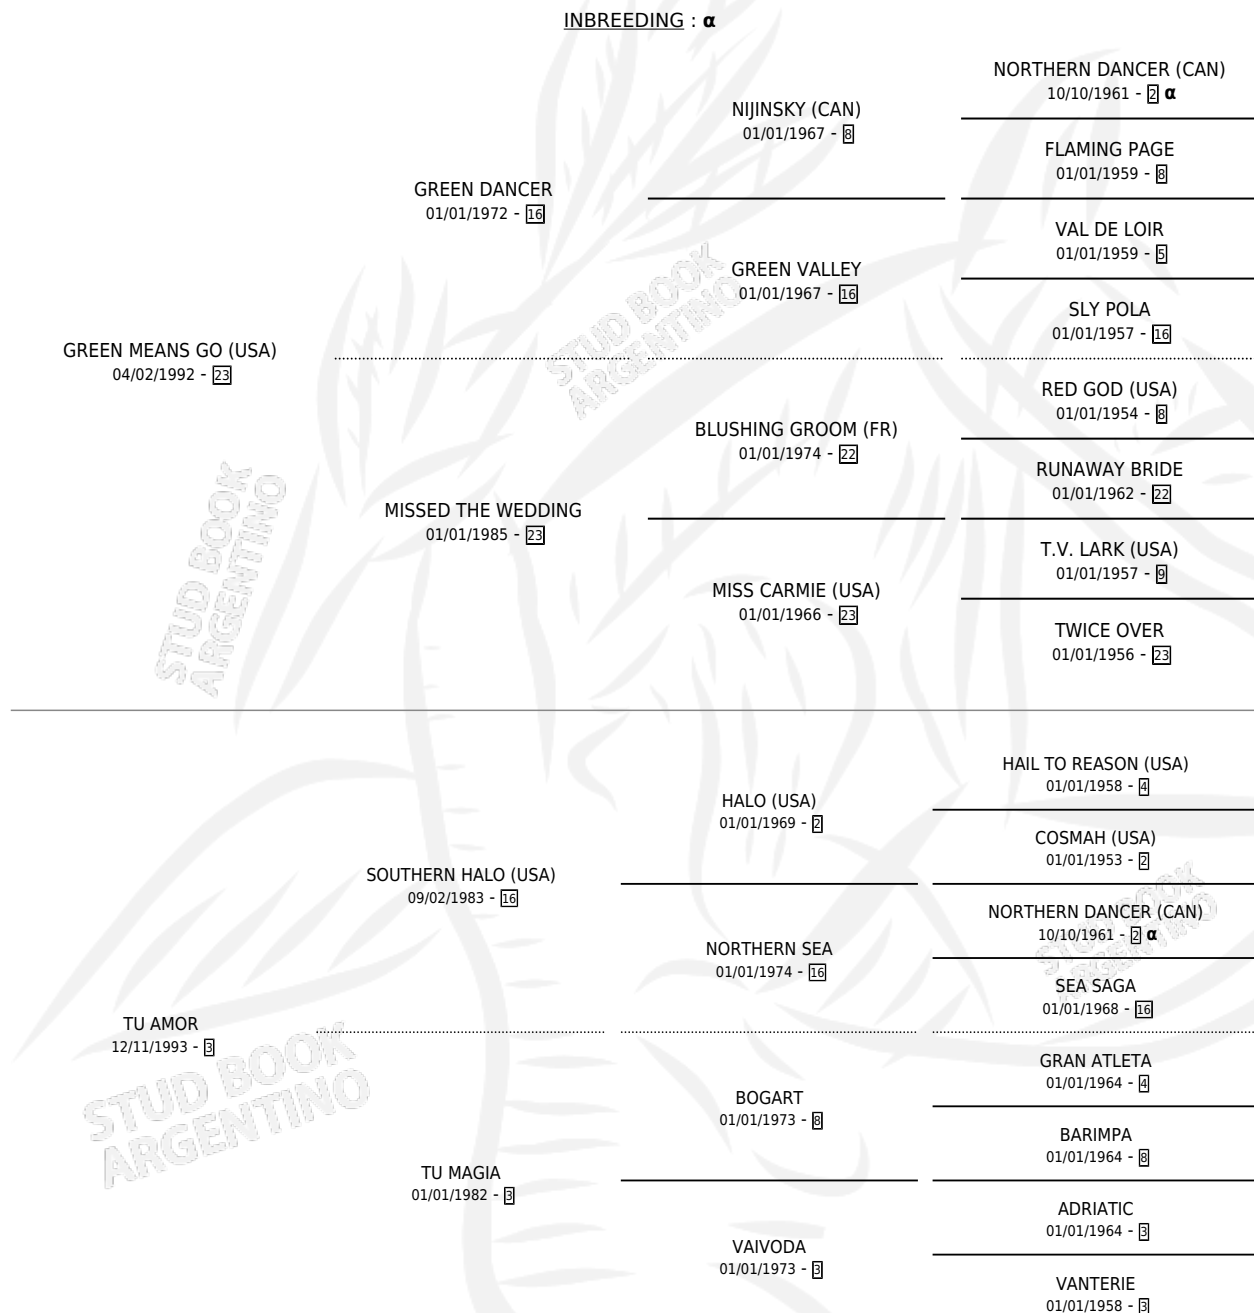 INBREEDING : α
NORTHERN DANCER (CAN)
10/10/1961 - 2 α
NIJINSKY (CAN)
01/01/1967 - 8
FLAMING PAGE
01/01/1959 - 8
GREEN DANCER
01/01/1972 - 16
VAL DE LOIR
01/01/1959 - 5
GREEN VALLEY
01/01/1967 - 16
SLY POLA
01/01/1957 - 16
GREEN MEANS GO (USA)
04/02/1992 - 23
RED GOD (USA)
01/01/1954 - 8
BLUSHING GROOM (FR)
01/01/1974 - 22
RUNAWAY BRIDE
01/01/1962 - 22
MISSED THE WEDDING
01/01/1985 - 23
T.V. LARK (USA)
01/01/1957 - 9
MISS CARMIE (USA)
01/01/1966 - 23
TWICE OVER
01/01/1956 - 23
HAIL TO REASON (USA)
01/01/1958 - 4
HALO (USA)
01/01/1969 - 2
COSMAH (USA)
01/01/1953 - 2
SOUTHERN HALO (USA)
09/02/1983 - 16
NORTHERN DANCER (CAN)
10/10/1961 - 2 α
NORTHERN SEA
01/01/1974 - 16
SEA SAGA
01/01/1968 - 16
TU AMOR
12/11/1993 - 3
GRAN ATLETA
01/01/1964 - 4
BOGART
01/01/1973 - 8
BARIMPA
01/01/1964 - 8
TU MAGIA
01/01/1982 - 3
ADRIATIC
01/01/1964 - 3
VAIVODA
01/01/1973 - 3
VANTERIE
01/01/1958 - 3
STUD BOOK
ARGENTINO
STUD BOOK
ARGENTINO
STUD BOOK
ARGENTINO
STUD BOOK
ARGENTINO